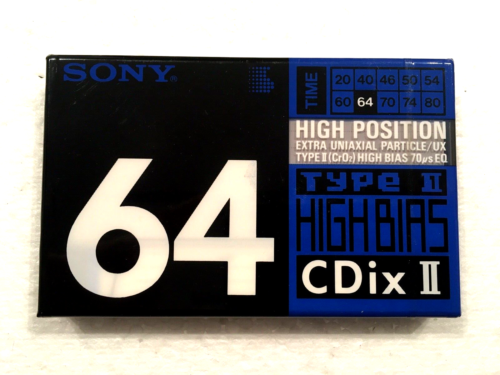 SONY®
64
TIME
20 40 46 50 54
60 64 70 74 80
HIGH POSITION
EXTRA UNIAXIAL PARTICLE/UX
TYPE II (CrO₂) HIGH BIAS 70μs EQ
TYPE II
HIGH BIAS
CDix II